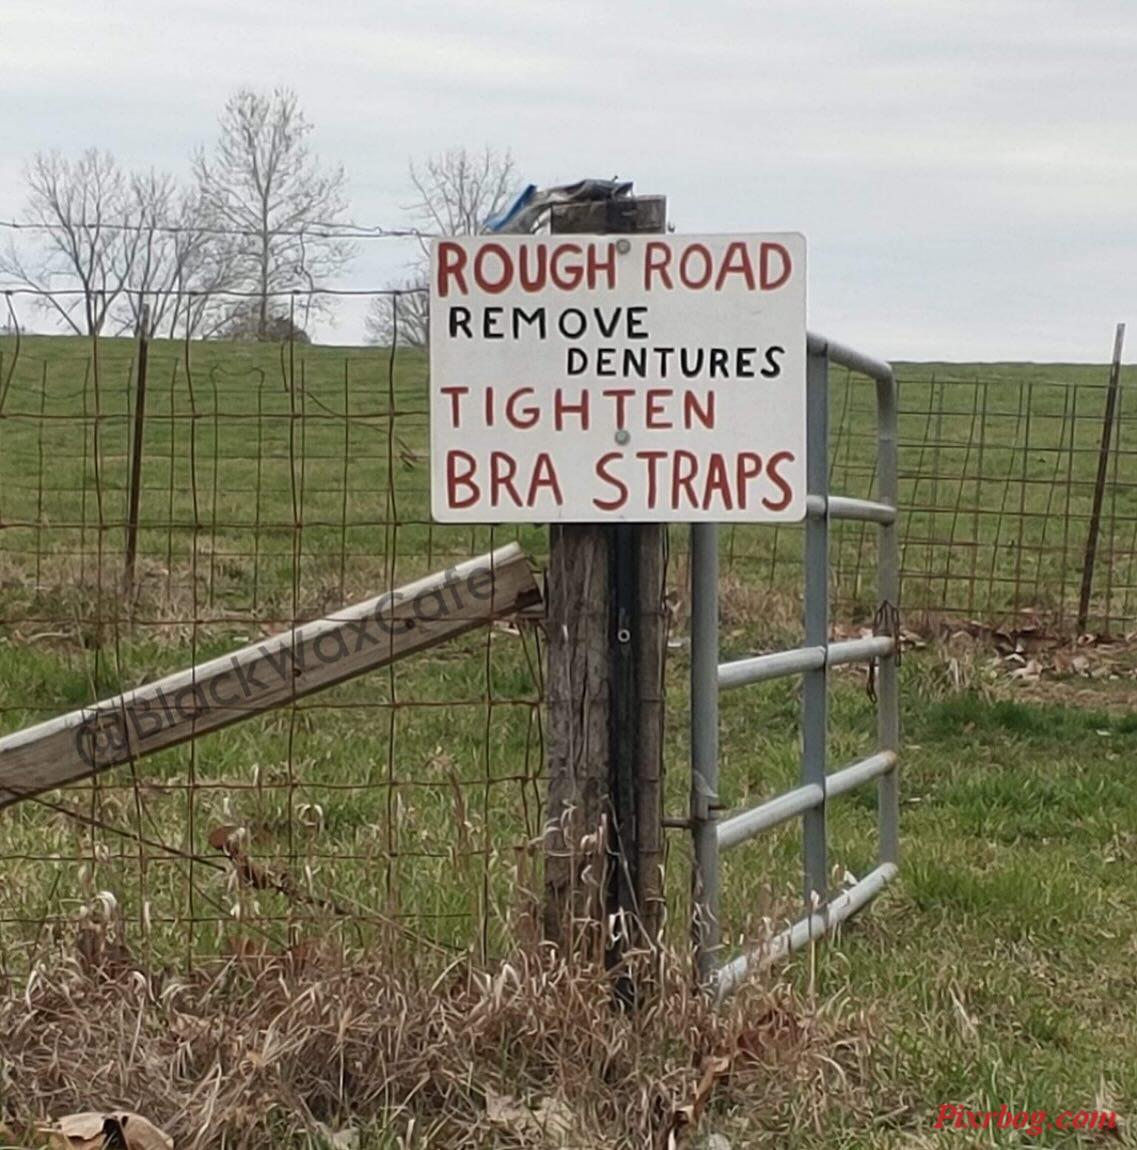 ROUGH ROAD
REMOVE
DENTURES
TIGHTEN
BRA STRAPS
@BlackWaxCafe
Pixrbog.com